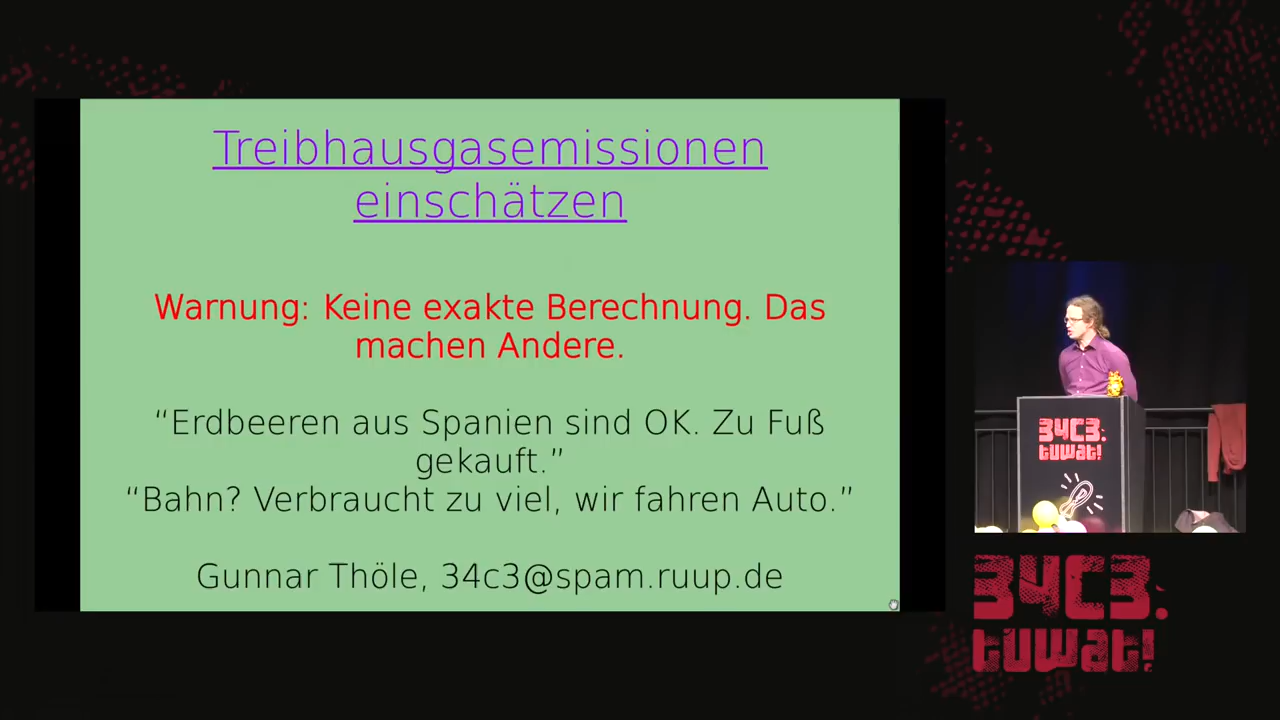 Treibhausgasemissionen
einschätzen
Warnung: Keine exakte Berechnung. Das
machen Andere.
“Erdbeeren aus Spanien sind OK. Zu Fuß
gekauft.”
“Bahn? Verbraucht zu viel, wir fahren Auto.”
Gunnar Thöle, 34c3@spam.ruup.de
34C3.
tuwat!
34C3.
tuwat!